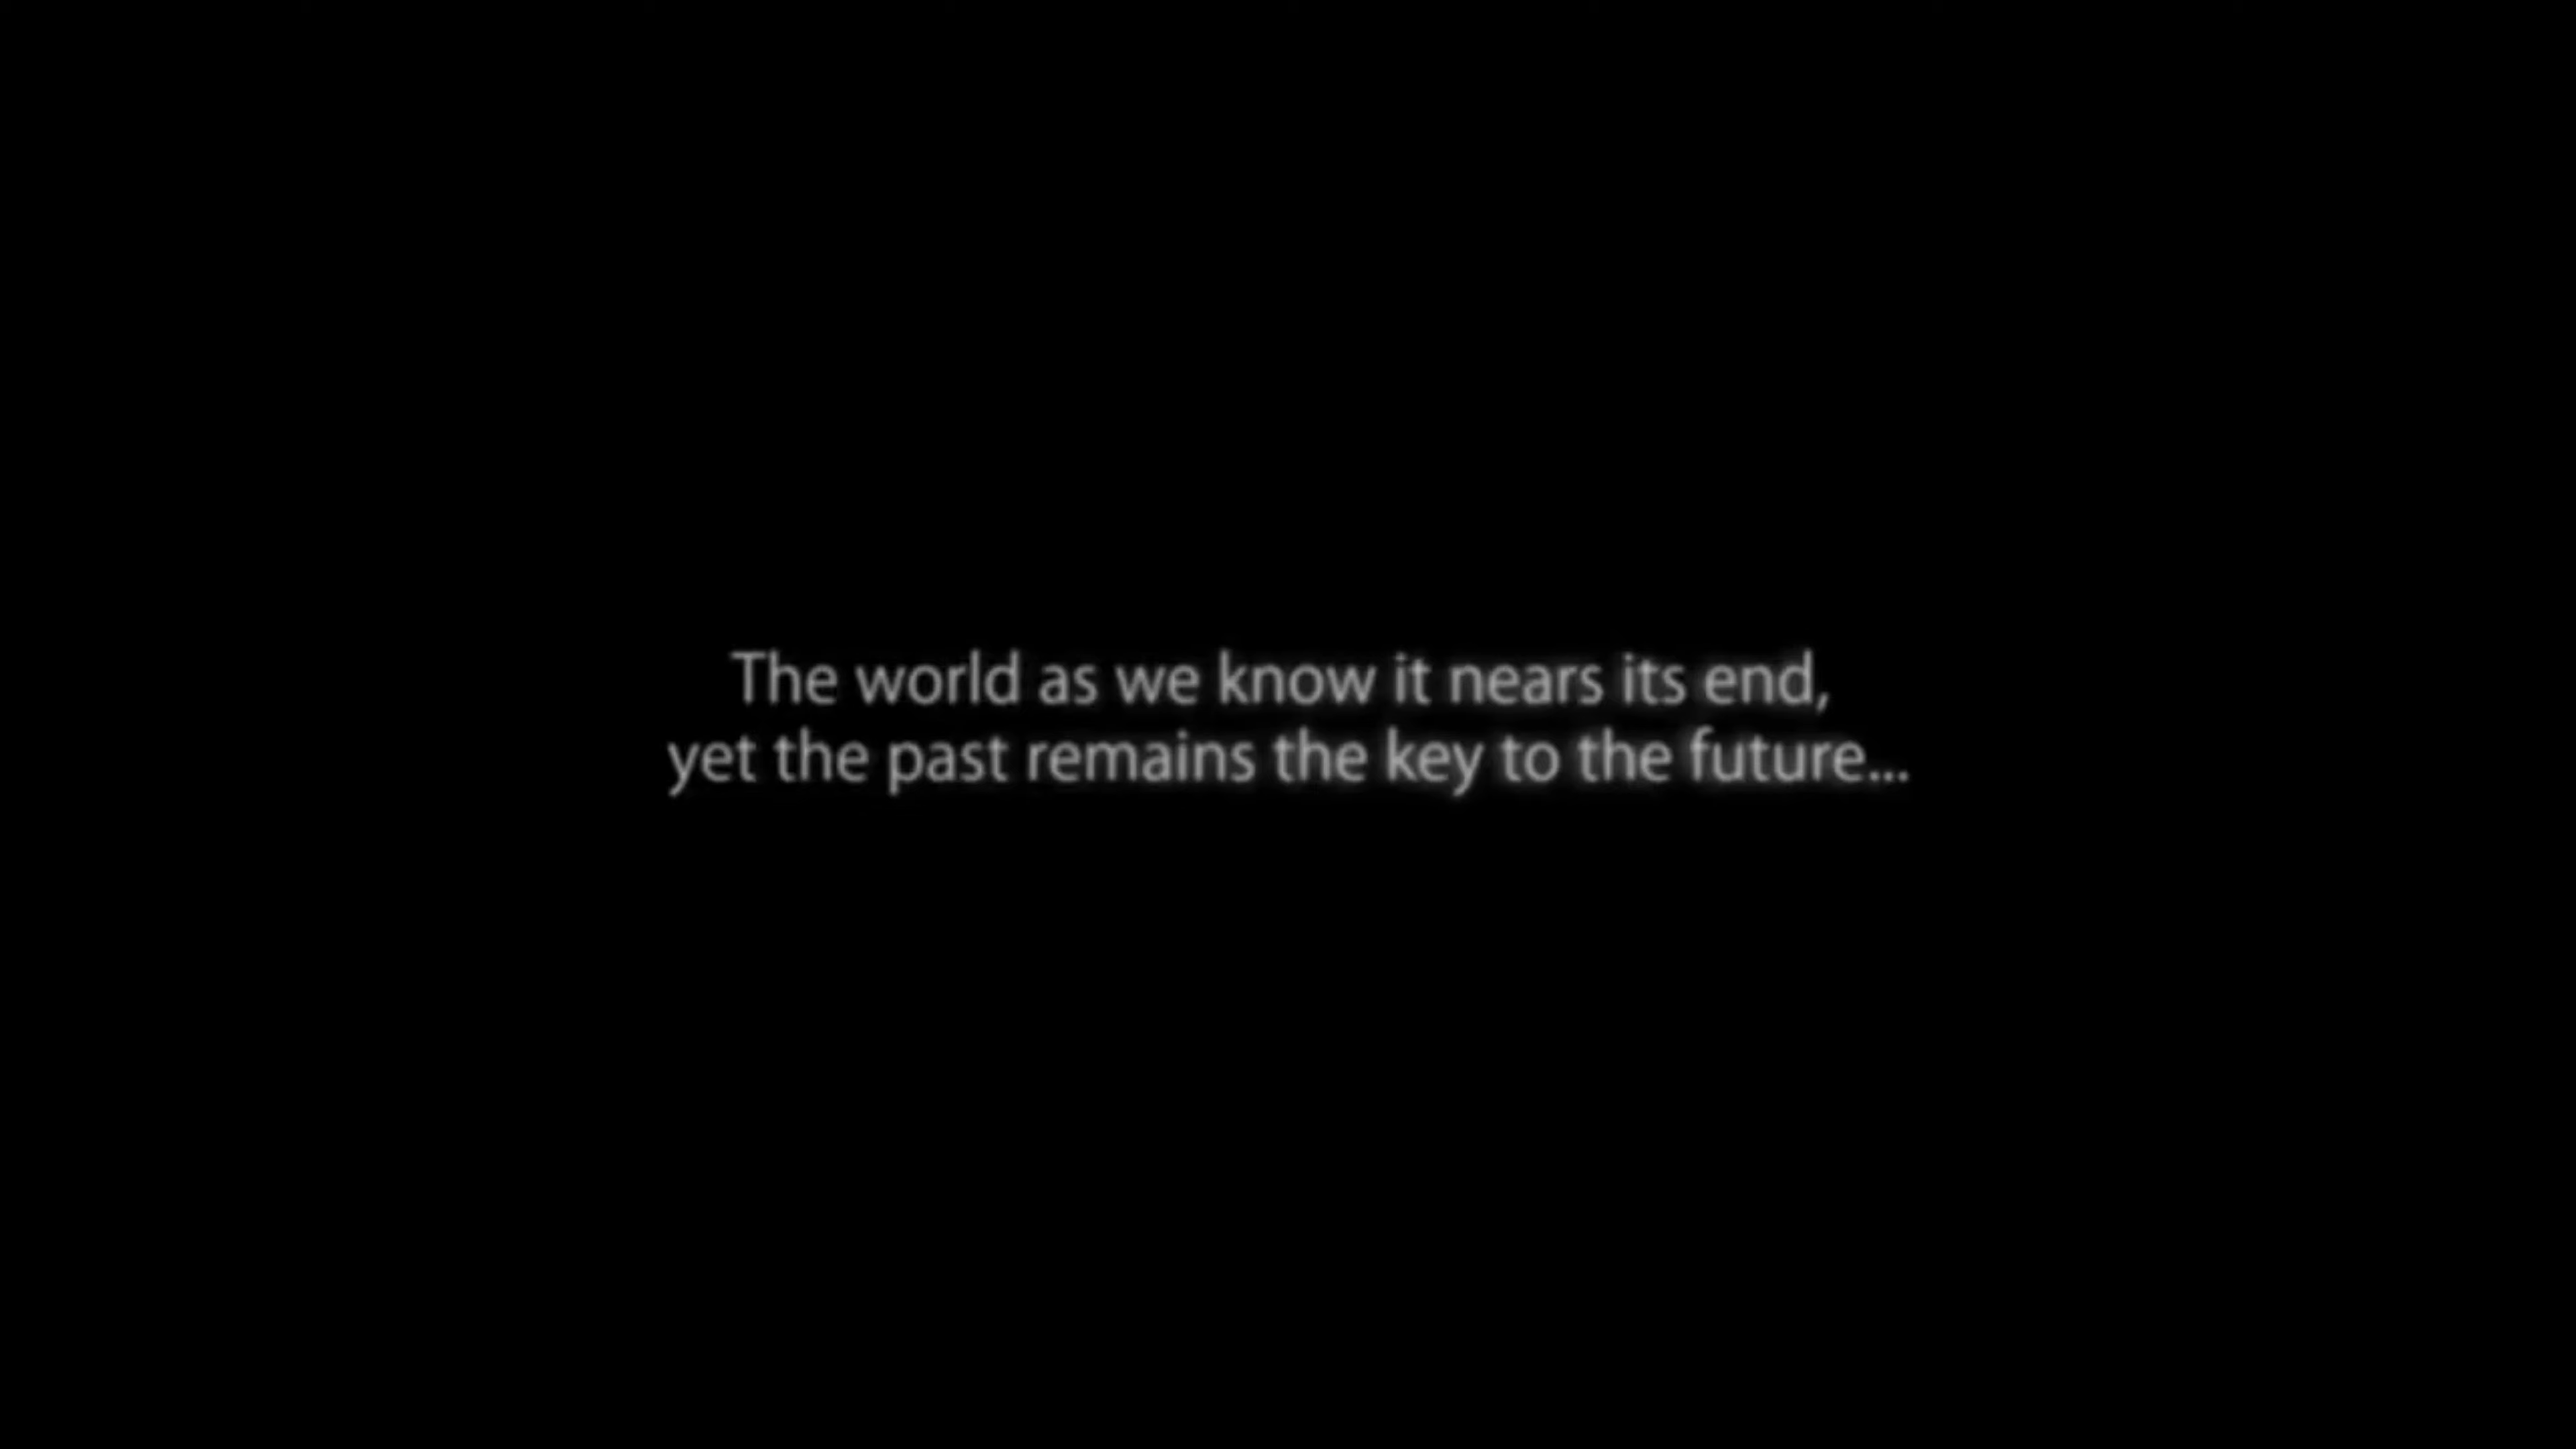 The world as we know it nears its end,
yet the past remains the key to the future...